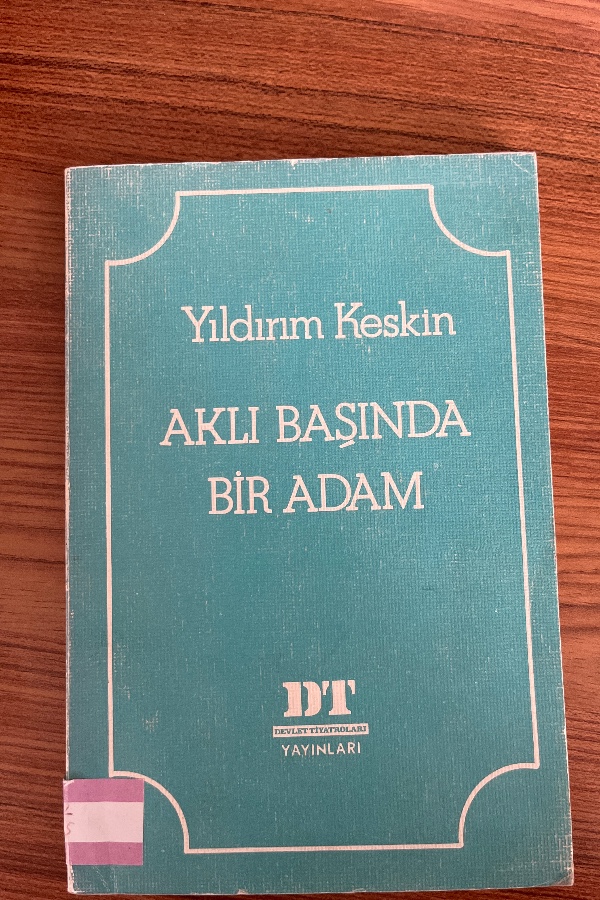 Yıldırım Keskin
AKLI BAŞINDA
BİR ADAM
DT
DEVLET TİYATROLARI
YAYINLARI